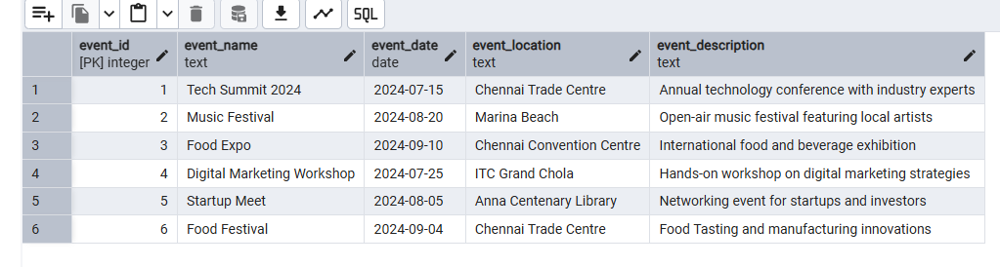 SQL
event_id event_name event_date event_location event_description
[PK] integer text date text text
1 1 Tech Summit 2024 2024-07-15 Chennai Trade Centre Annual technology conference with industry experts
2 2 Music Festival 2024-08-20 Marina Beach Open-air music festival featuring local artists
3 3 Food Expo 2024-09-10 Chennai Convention Centre International food and beverage exhibition
4 4 Digital Marketing Workshop 2024-07-25 ITC Grand Chola Hands-on workshop on digital marketing strategies
5 5 Startup Meet 2024-08-05 Anna Centenary Library Networking event for startups and investors
6 6 Food Festival 2024-09-04 Chennai Trade Centre Food Tasting and manufacturing innovations